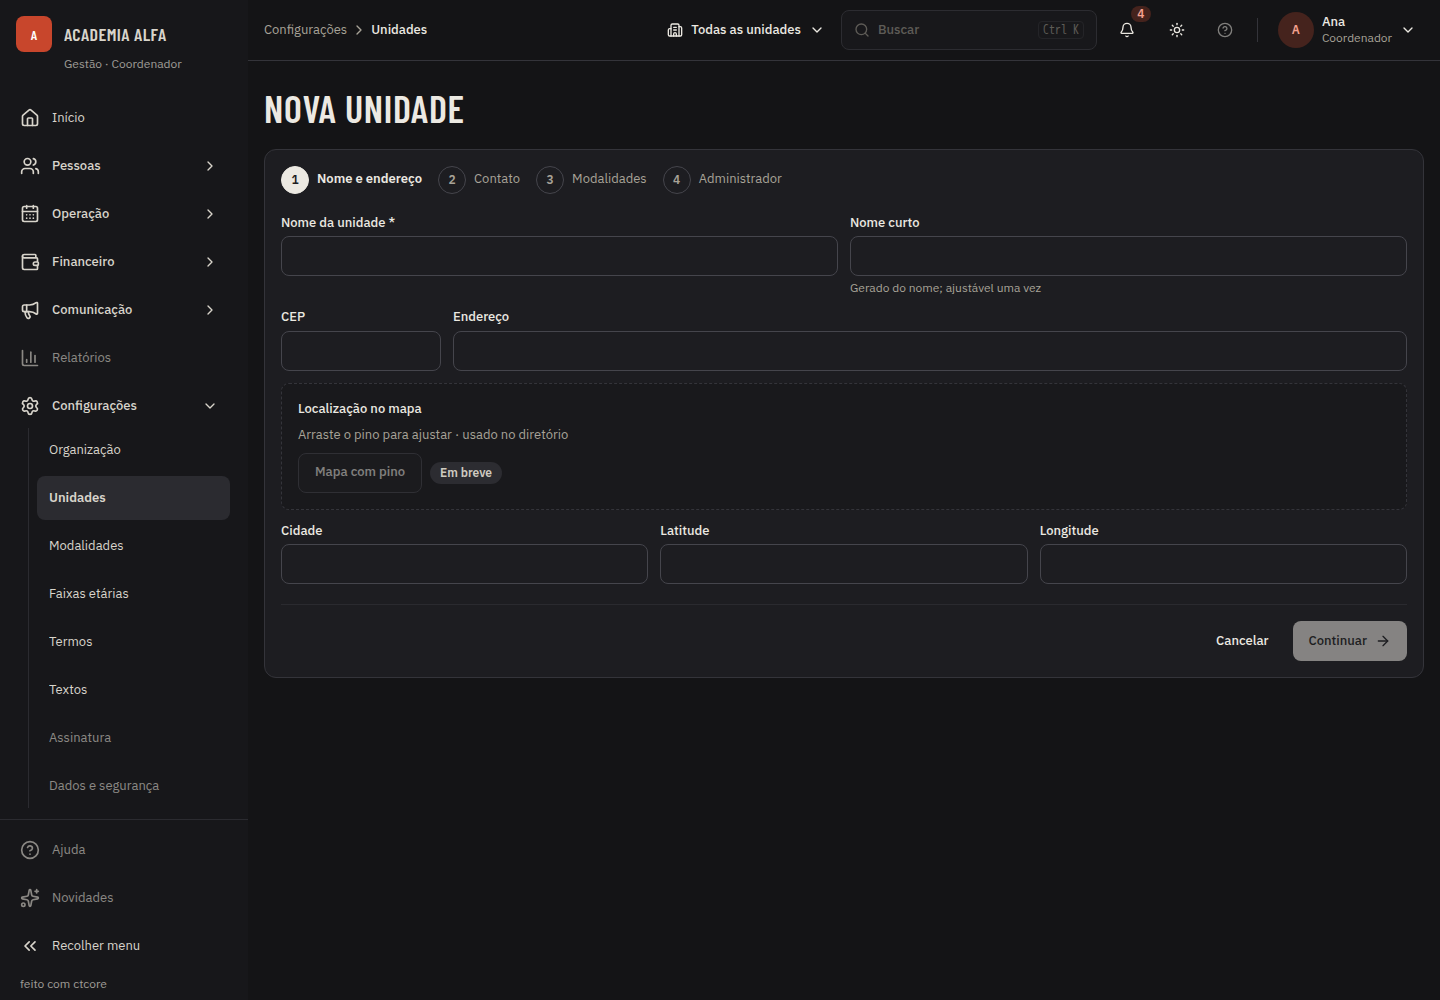 A
ACADEMIA ALFA
Gestão · Coordenador
Início
Pessoas
Operação
Financeiro
Comunicação
Relatórios
Configurações
Organização
Unidades
Modalidades
Faixas etárias
Termos
Textos
Assinatura
Dados e segurança
Ajuda
Novidades
Recolher menu
feito com ctcore
Configurações
Unidades
Todas as unidades
Buscar
Ctrl K
4
A
Ana
Coordenador
NOVA UNIDADE
1 Nome e endereço
2 Contato
3 Modalidades
4 Administrador
Nome da unidade *
Nome curto
Gerado do nome; ajustável uma vez
CEP
Endereço
Localização no mapa
Arraste o pino para ajustar · usado no diretório
Mapa com pino
Em breve
Cidade
Latitude
Longitude
Cancelar
Continuar